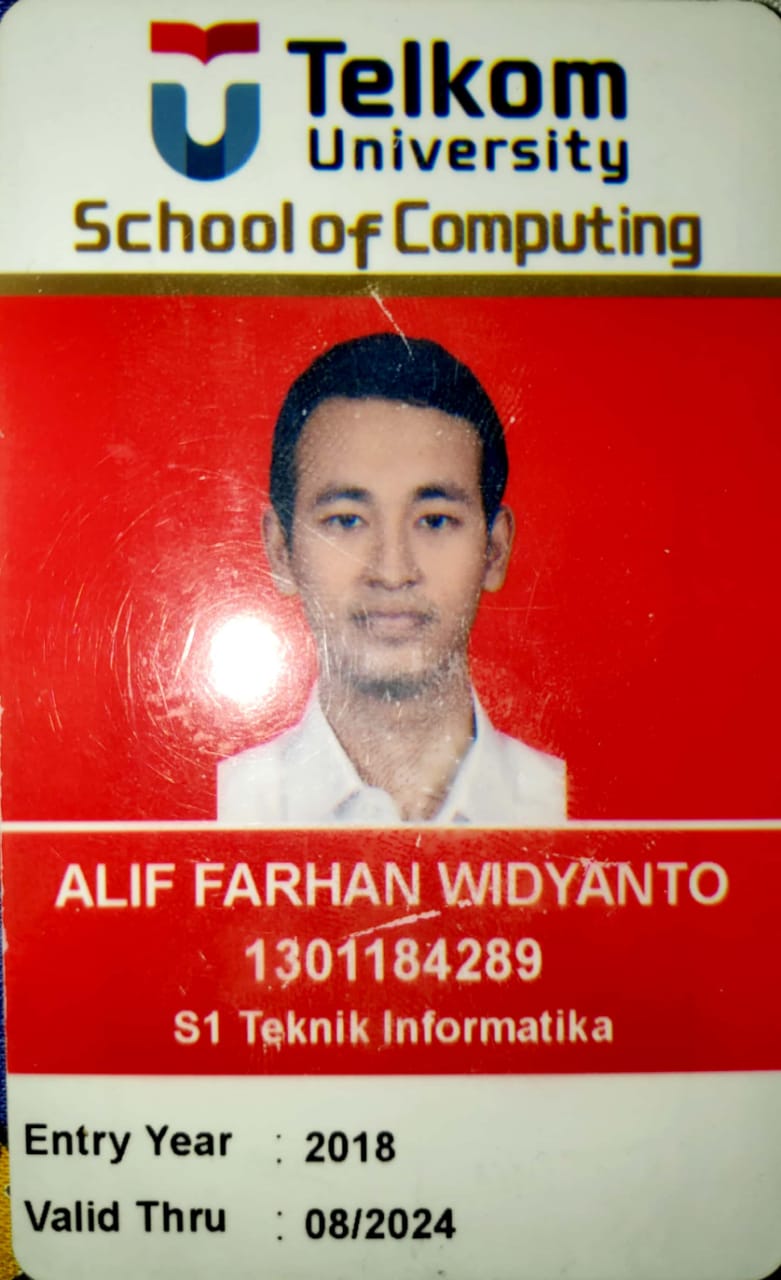 Telkom
University
School of Computing
ALIF FARHAN WIDYANTO
1301184289
S1 Teknik Informatika
Entry Year : 2018
Valid Thru : 08/2024